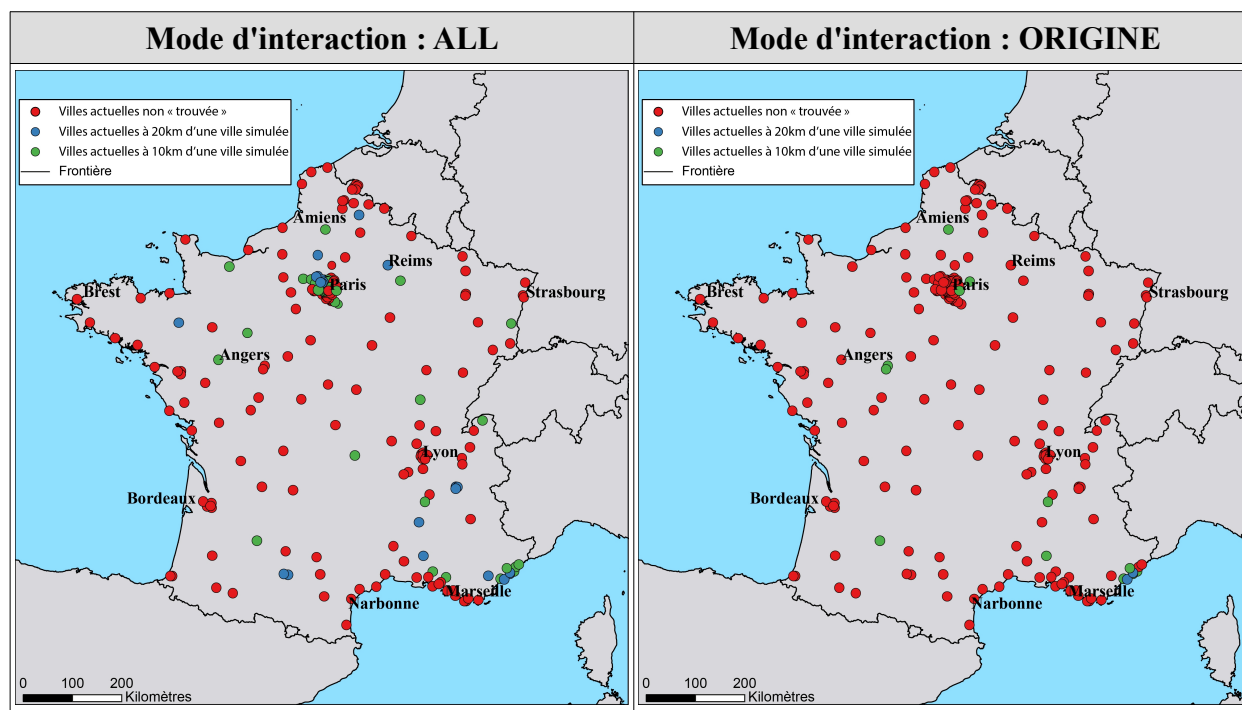 Mode d'interaction : ALL
Villes actuelles non « trouvée »
Villes actuelles à 20km d'une ville simulée
Villes actuelles à 10km d'une ville simulée
Frontière
Amiens
Reims
Paris
Brest
Strasbourg
Angers
Lyon
Bordeaux
Marseille
Narbonne
0 100 200
Kilomètres
Mode d'interaction : ORIGINE
Villes actuelles non « trouvée »
Villes actuelles à 20km d'une ville simulée
Villes actuelles à 10km d'une ville simulée
Frontière
Amiens
Reims
Paris
Brest
Strasbourg
Angers
Lyon
Bordeaux
Marseille
Narbonne
0 100 200
Kilomètres